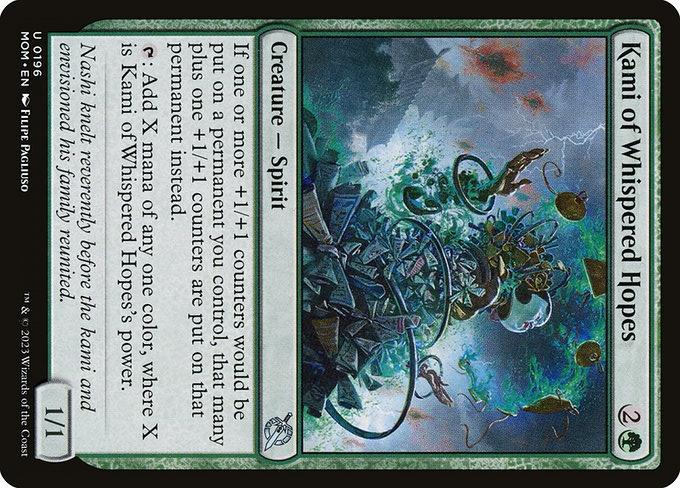 Kami of Whispered Hopes
2
Creature — Spirit
If one or more +1/+1 counters would be
put on a permanent you control, that many
plus one +1/+1 counters are put on that
permanent instead.
: Add X mana of any one color, where X
is Kami of Whispered Hopes's power.
Nashi knelt reverently before the kami and
envisioned his family reunited.
1/1
U 0196
MOM • EN Filipe Pagliuso
™ & © 2023 Wizards of the Coast